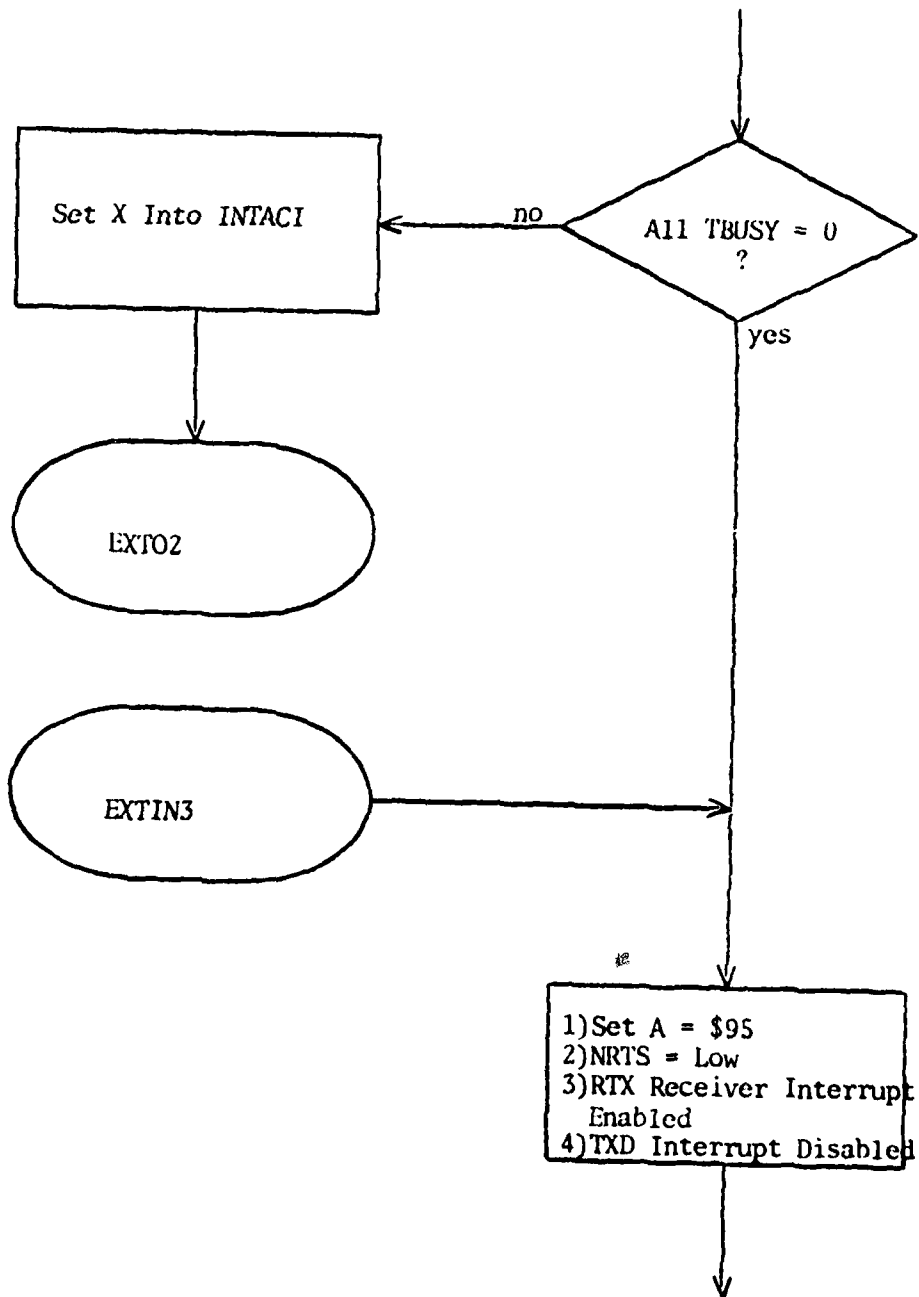 All TBUSY = 0
?
no
Set X Into INTACI
yes
EXTO2
EXTIN3
1)Set A = $95
2)NRTS = Low
3)RTX Receiver Interrupt
Enabled
4)TXD Interrupt Disabled